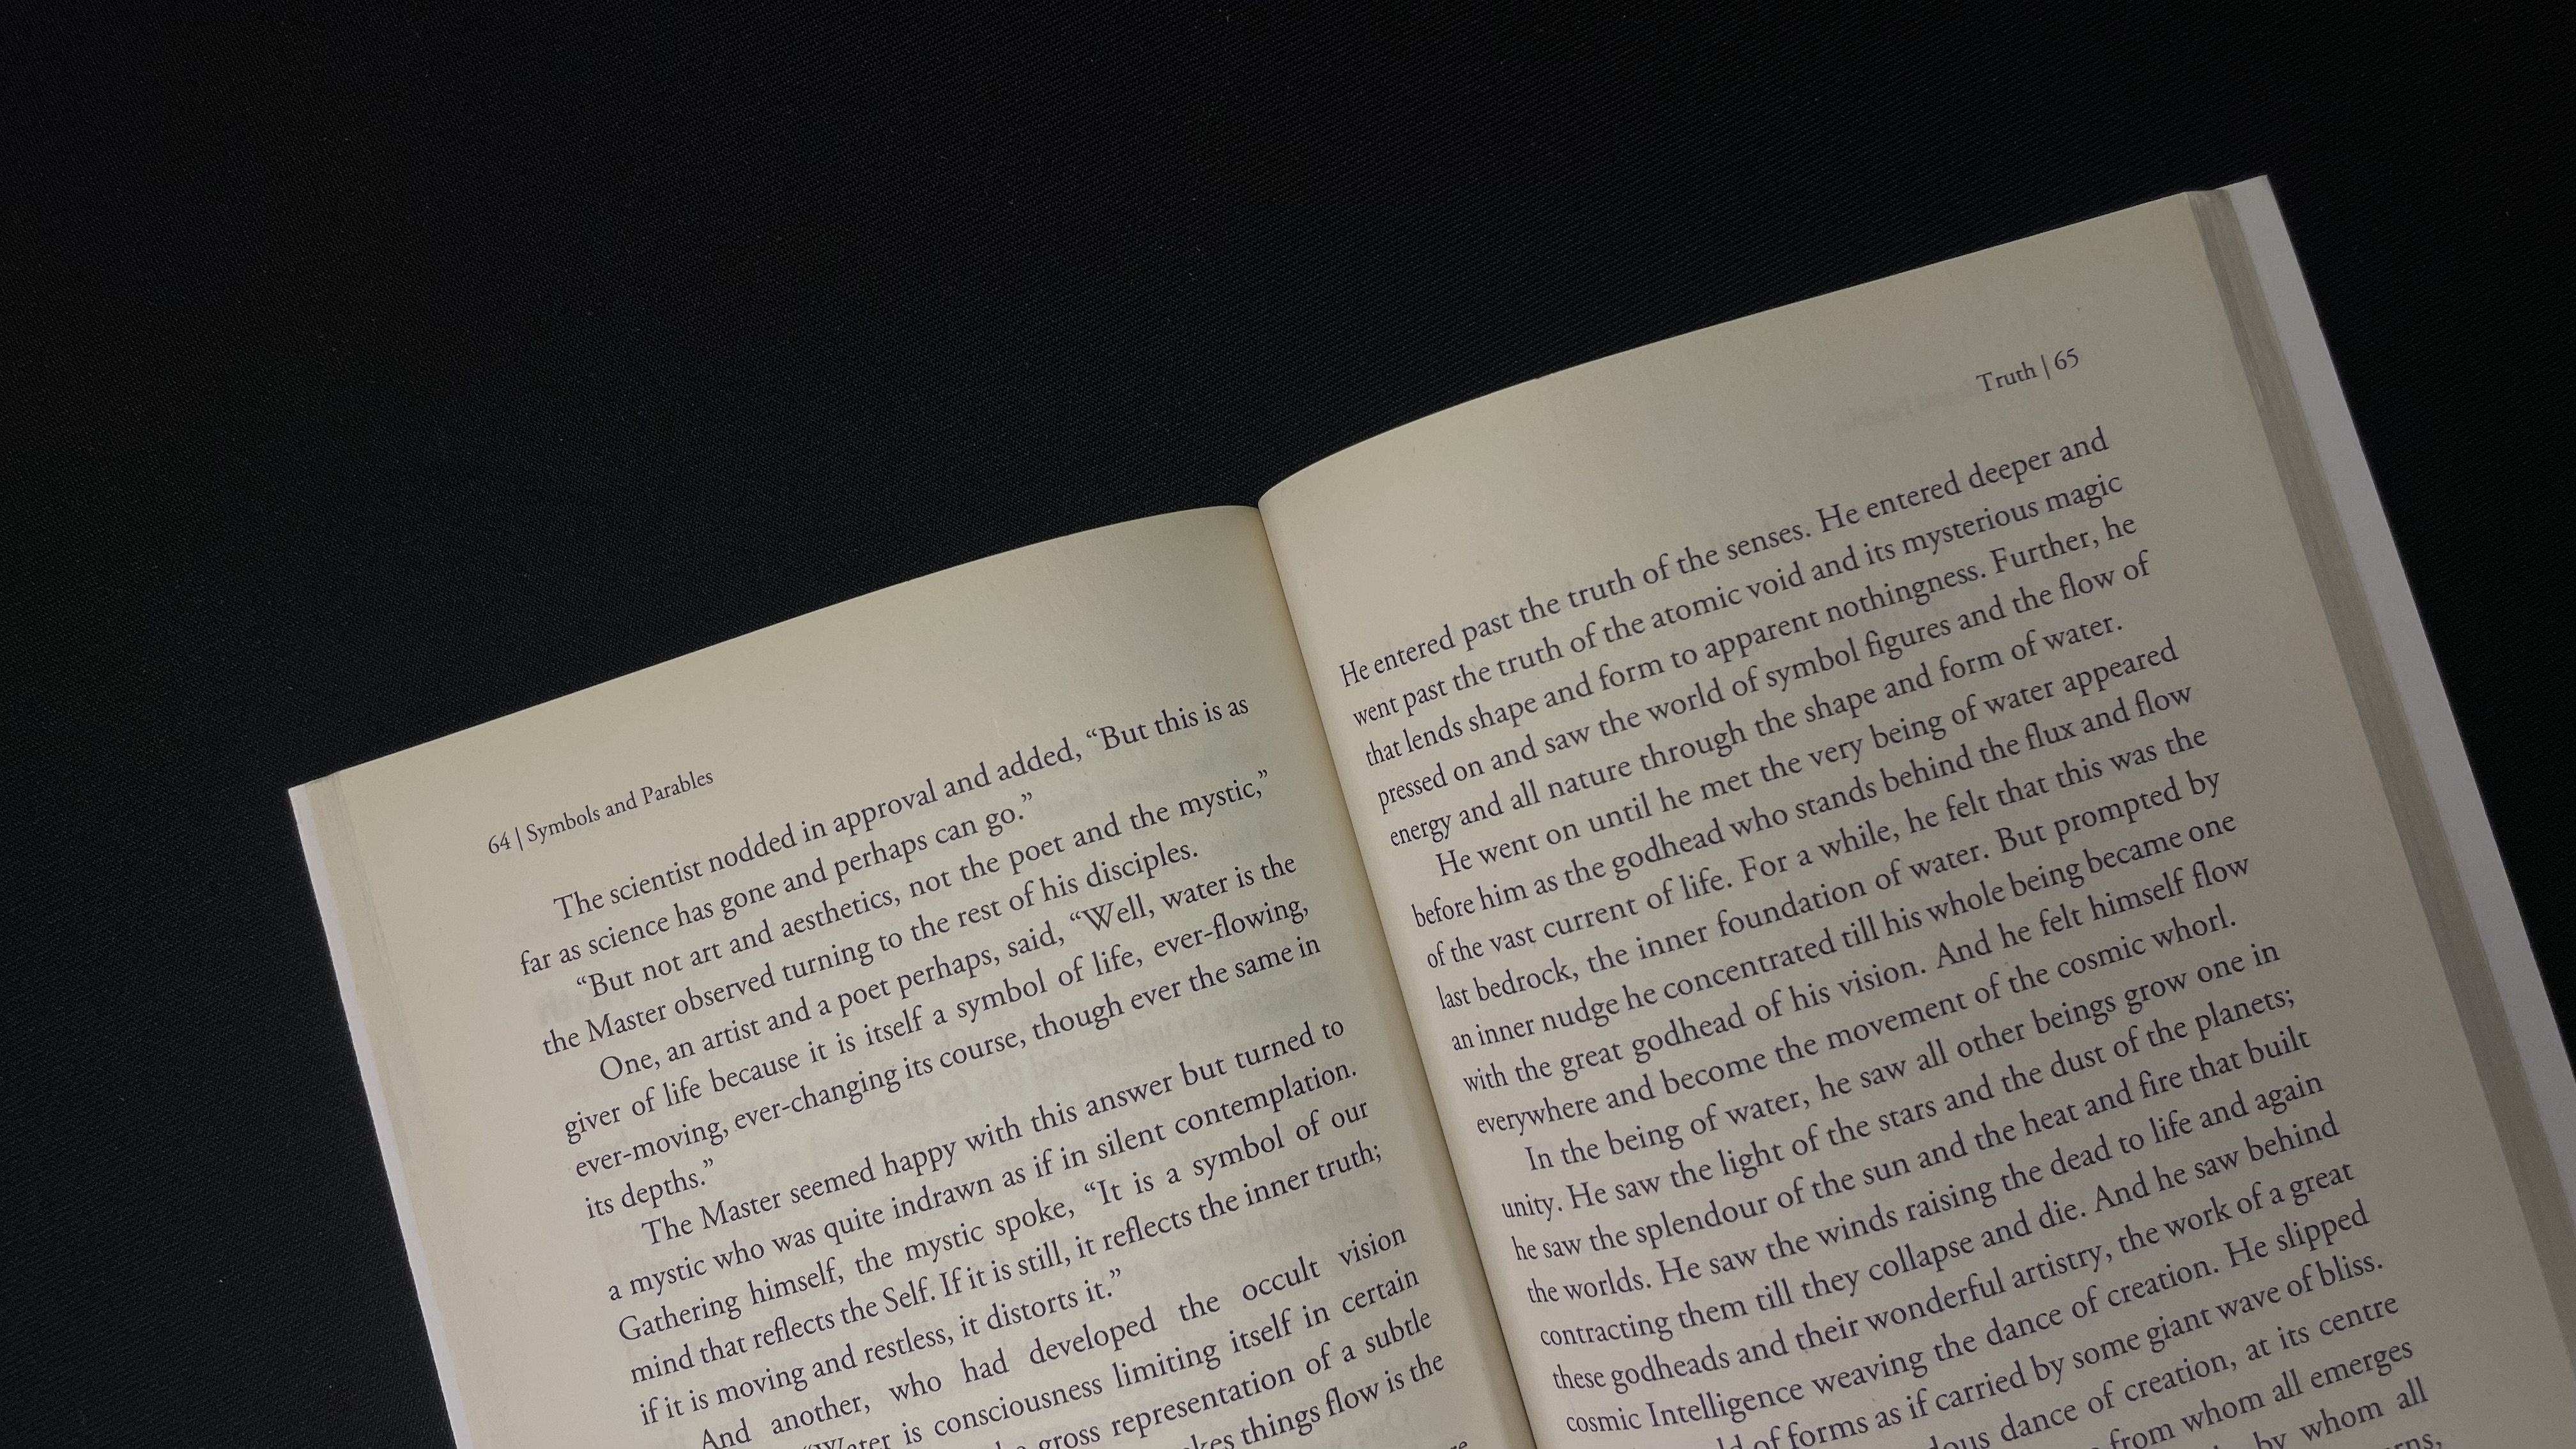 64 | Symbols and Parables
The scientist nodded in approval and added, “But this is as
far as science has gone and perhaps can go.”
“But not art and aesthetics, not the poet and the mystic,”
the Master observed turning to the rest of his disciples.
One, an artist and a poet perhaps, said, “Well, water is the
giver of life because it is itself a symbol of life, ever-flowing,
ever-moving, ever-changing its course, though ever the same in
its depths.”
The Master seemed happy with this answer but turned to
a mystic who was quite indrawn as if in silent contemplation.
Gathering himself, the mystic spoke, “It is a symbol of our
mind that reflects the Self. If it is still, it reflects the inner truth;
if it is moving and restless, it distorts it.”
And another, who had developed the occult vision
“Water is consciousness limiting itself in certain
gross representation of a subtle
things flow is the
Truth | 65
He entered past the truth of the senses. He entered deeper and
went past the truth of the atomic void and its mysterious magic
that lends shape and form to apparent nothingness. Further, he
pressed on and saw the world of symbol figures and the flow of
energy and all nature through the shape and form of water.
He went on until he met the very being of water appeared
before him as the godhead who stands behind the flux and flow
of the vast current of life. For a while, he felt that this was the
last bedrock, the inner foundation of water. But prompted by
an inner nudge he concentrated till his whole being became one
with the great godhead of his vision. And he felt himself flow
everywhere and become the movement of the cosmic whorl.
In the being of water, he saw all other beings grow one in
unity. He saw the light of the stars and the dust of the planets;
he saw the splendour of the sun and the heat and fire that built
the worlds. He saw the winds raising the dead to life and again
contracting them till they collapse and die. And he saw behind
these godheads and their wonderful artistry, the work of a great
cosmic Intelligence weaving the dance of creation. He slipped
of forms as if carried by some giant wave of bliss.
dance of creation, at its centre
from whom all emerges
by whom all